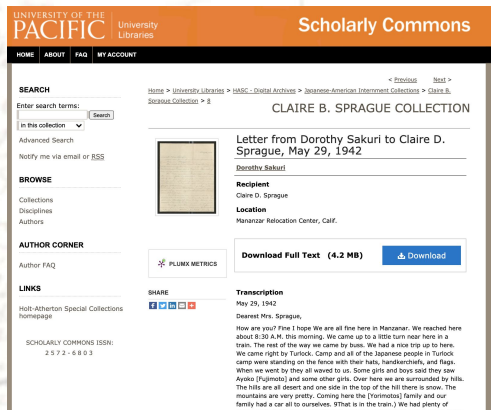 UNIVERSITY OF THE
PACIFIC
University
Libraries
Scholarly Commons
HOME ABOUT FAQ MY ACCOUNT
< Previous Next >
Home > University Libraries > HASC - Digital Archives > Japanese-American Internment Collections > Claire B.
Sprague Collection > 8
CLAIRE B. SPRAGUE COLLECTION
SEARCH
Enter search terms:
Search
in this collection
Advanced Search
Notify me via email or RSS
BROWSE
Collections
Disciplines
Authors
AUTHOR CORNER
Author FAQ
LINKS
Holt-Atherton Special Collections
homepage
SCHOLARLY COMMONS ISSN:
2572-6803
PLUMX METRICS
SHARE
Letter from Dorothy Sakuri to Claire D.
Sprague, May 29, 1942
Dorothy Sakuri
Recipient
Claire D. Sprague
Location
Mananzar Relocation Center, Calif.
Download Full Text (4.2 MB)
Download
Transcription
May 29, 1942
Dearest Mrs. Sprague,
How are you? Fine I hope We are all fine here in Manzanar. We reached here
about 8:30 A.M. this morning. We came up to a little turn near here in a
train. The rest of the way we came by buss. We had a nice trip up to here.
We came right by Turlock. Camp and all of the Japanese people in Turlock
camp were standing on the fence with their hats, handkerchiefs, and flags.
When we went by they all waved to us. Some girls and boys said they saw
Ayoko [Fujimoto] and some other girls. Over here we are surrounded by hills.
The hills are all desert and one side in the top of the hill there is snow. The
mountains are very pretty. Coming here the [Yorimotos] family and our
family had a car all to ourselves. 9That is in the train.) We had plenty of